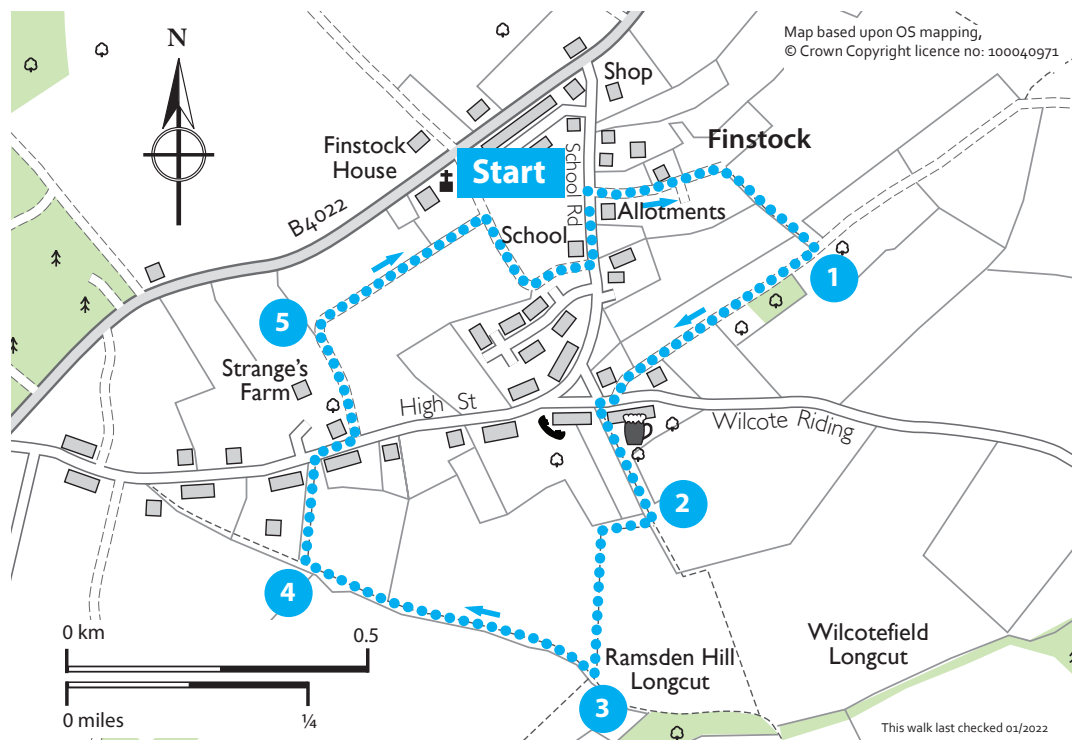 Map based upon OS mapping,
© Crown Copyright licence no: 100040971
N
Shop
Finstock
House
Finstock
Start
School Rd
B4022
Allotments
School
1
5
Strange's
Farm
High St
Wilcote Riding
2
4
0 km
0.5
Ramsden Hill
Longcut
Wilcotefield
Longcut
3
0 miles
¼
This walk last checked 01/2022